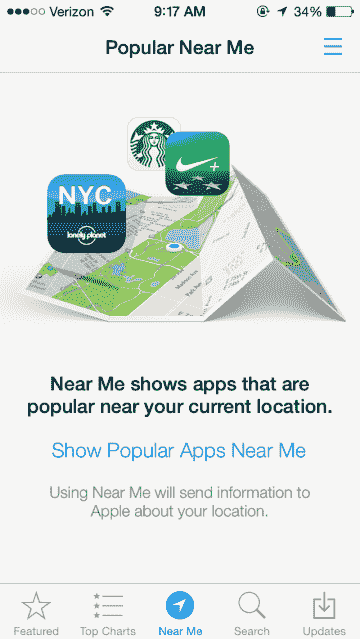 Verizon 9:17 AM 34%
Popular Near Me
NYC
lonely planet
Near Me shows apps that are
popular near your current location.
Show Popular Apps Near Me
Using Near Me will send information to
Apple about your location.
Featured Top Charts Near Me Search Updates